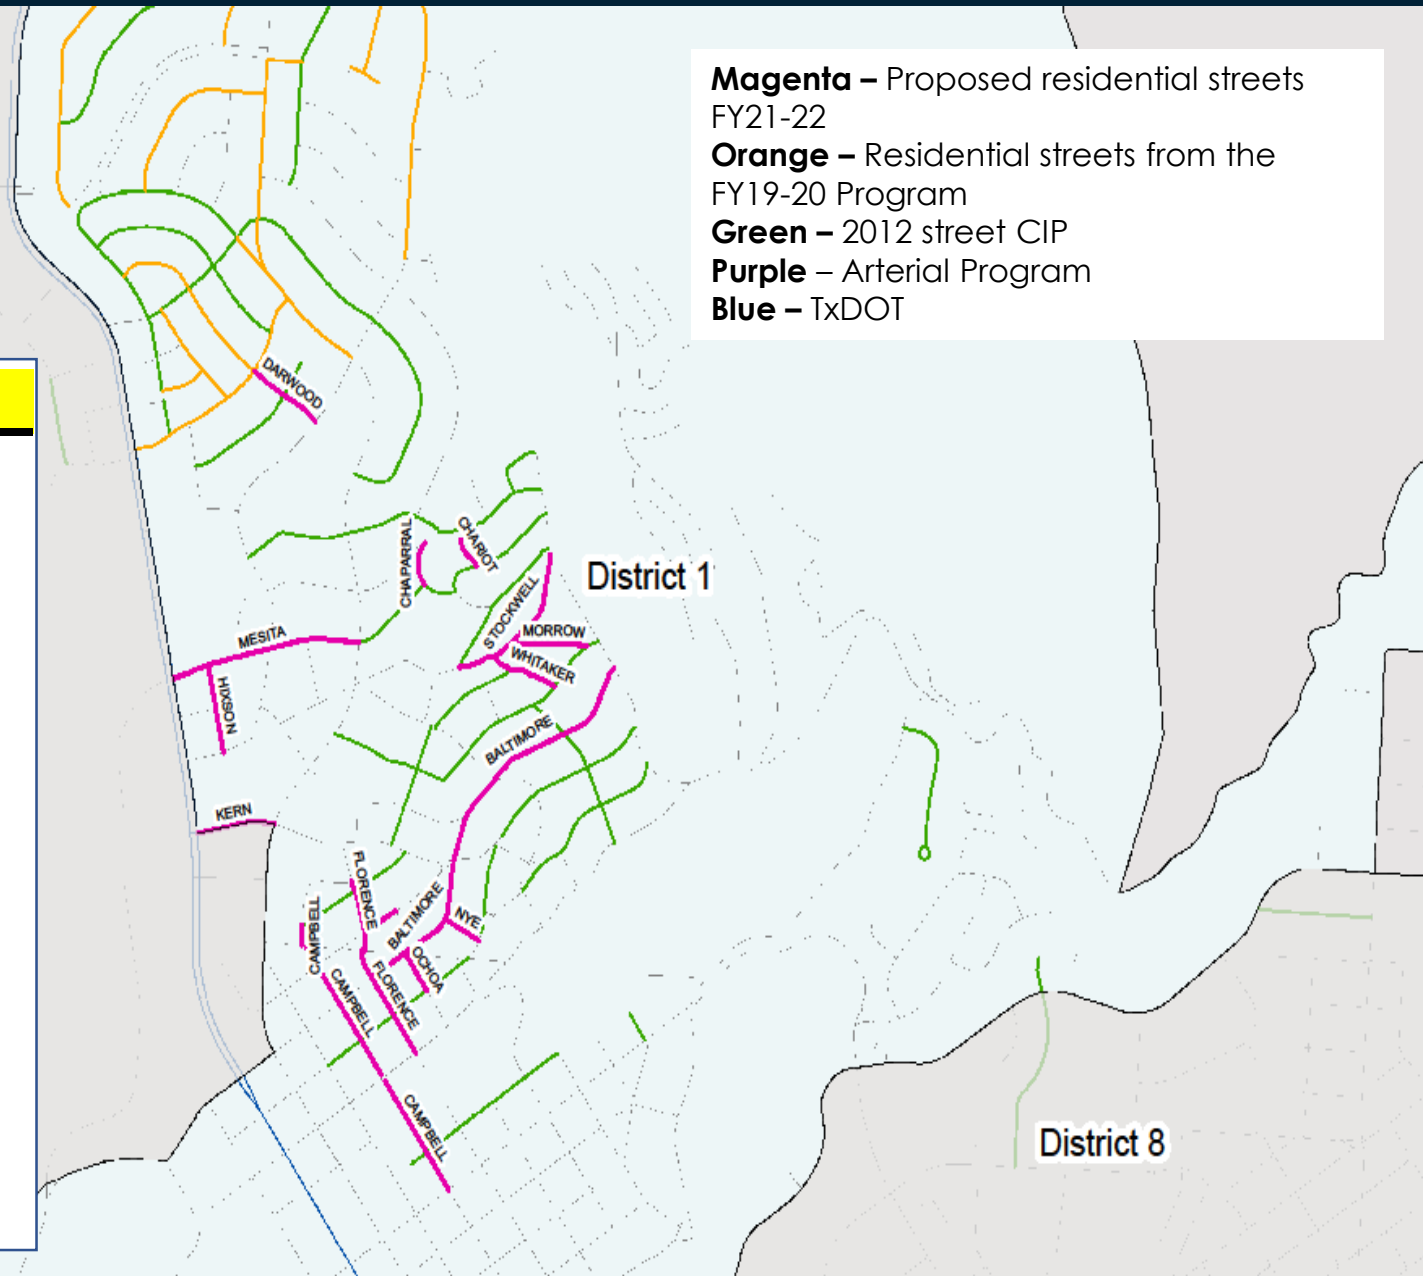 Magenta – Proposed residential streets
FY21-22
Orange – Residential streets from the
FY19-20 Program
Green – 2012 street CIP
Purple – Arterial Program
Blue – TxDOT
DARWOOD
CHAPARRAL
CHARIOT
District 1
STOCKWELL
MORROW
MESITA
WHITAKER
HIXSON
BALTIMORE
KERN
FLORENCE
CAMPBELL
BALTIMORE
NYE
OCHOA
FLORENCE
CAMPBELL
CAMPBELL
District 8